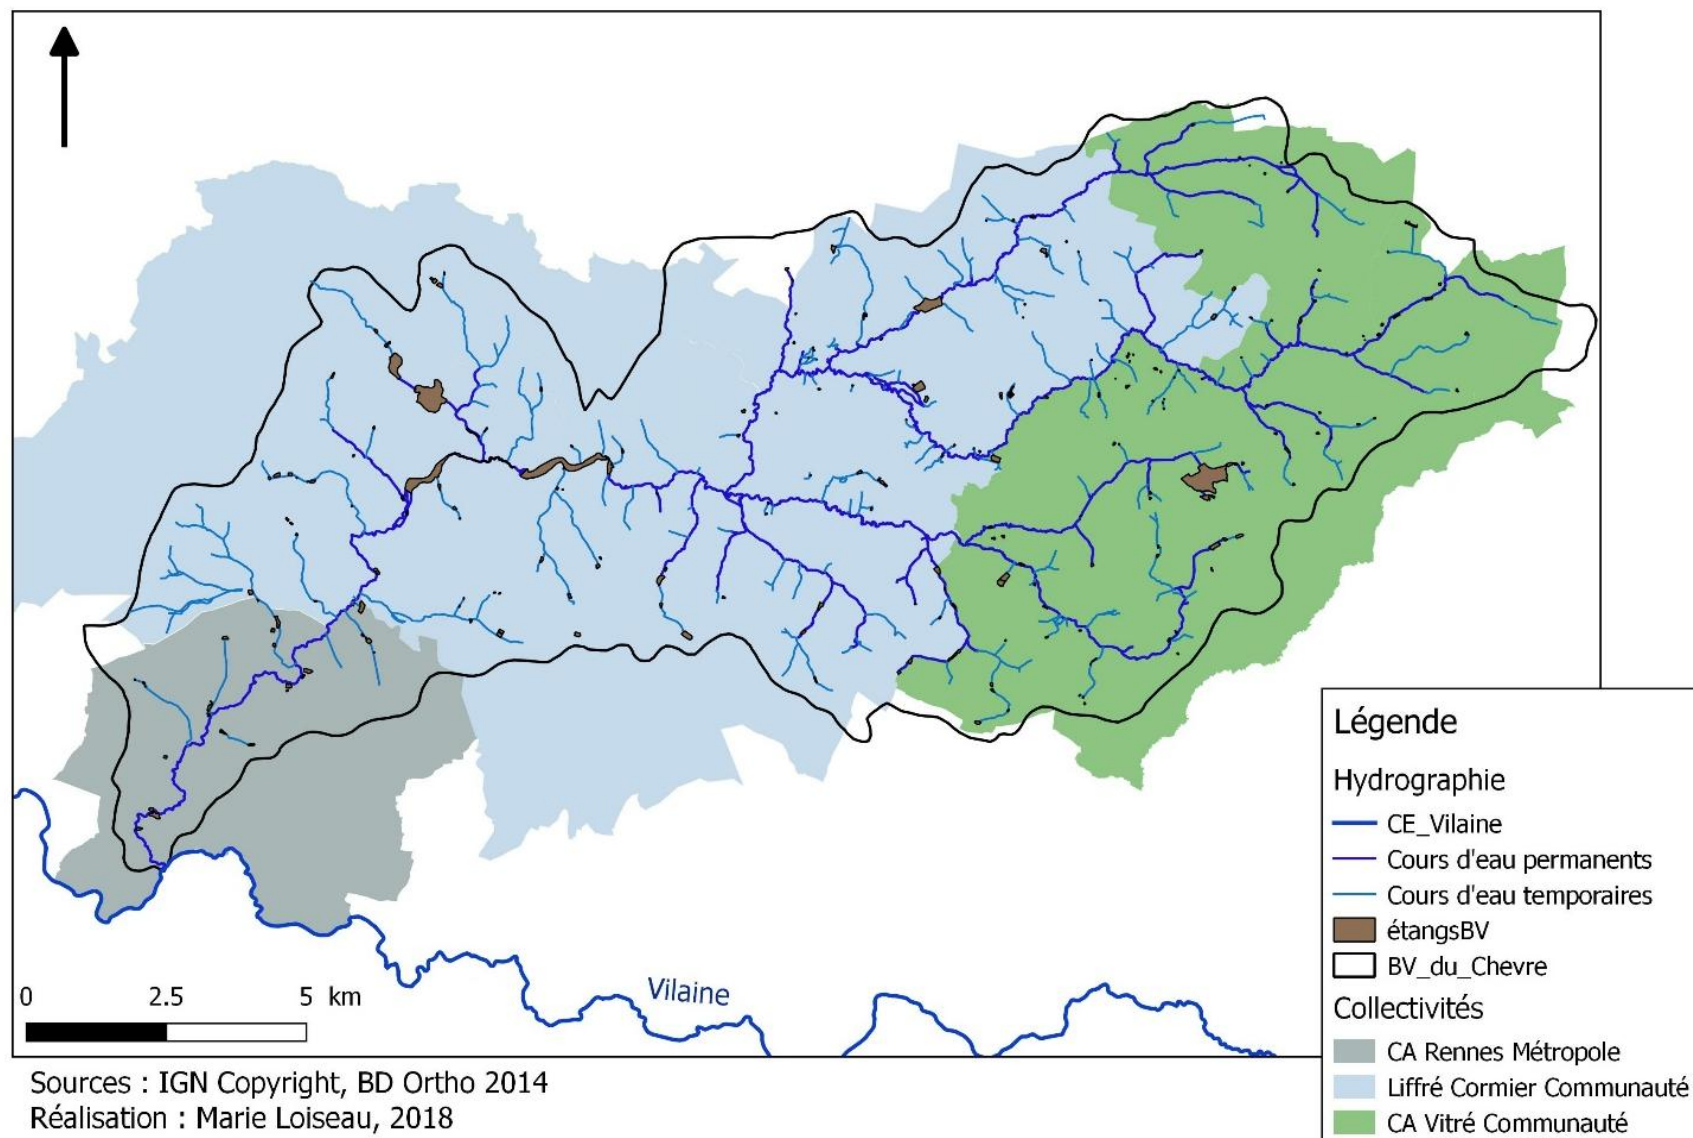 Vilaine
0 2.5 5 km
Légende
Hydrographie
CE_Vilaine
Cours d'eau permanents
Cours d'eau temporaires
étangsBV
BV_du_Chevre
Collectivités
CA Rennes Métropole
Liffré Cormier Communauté
CA Vitré Communauté
Sources : IGN Copyright, BD Ortho 2014
Réalisation : Marie Loiseau, 2018